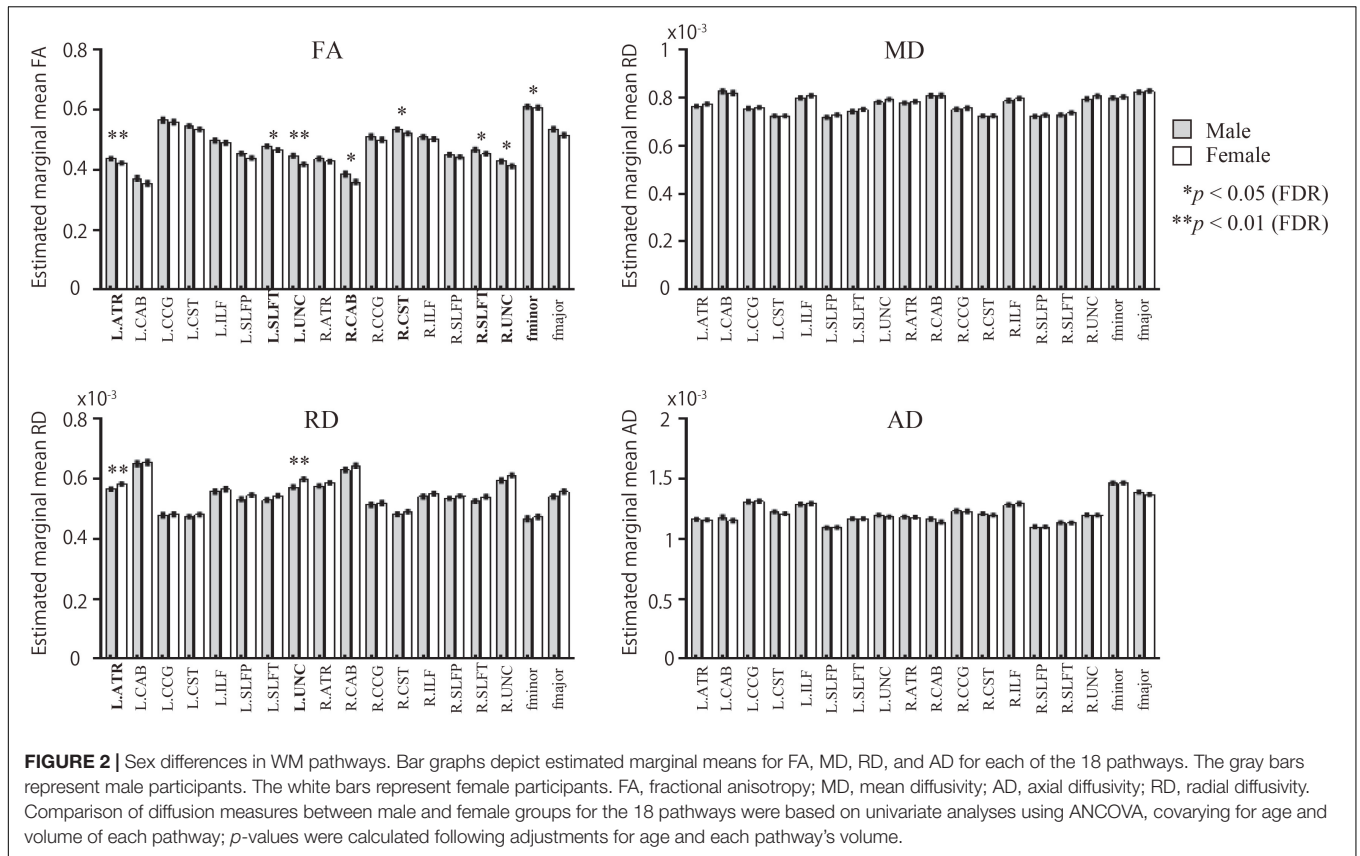 FA
Estimated marginal mean FA
0.8
0.6
0.4
0.2
0
**
*
**
*
*
*
*
*
L.ATR
L.CAB
L.CCG
L.CST
L.ILF
L.SLFP
L.SLFT
L.UNC
R.ATR
R.CAB
R.CCG
R.CST
R.ILF
R.SLFP
R.SLFT
R.UNC
fminor
fmajor
x10-3
MD
Estimated marginal mean RD
1
0.8
0.6
0.4
0.2
0
L.ATR
L.CAB
L.CCG
L.CST
L.ILF
L.SLFP
L.SLFT
L.UNC
R.ATR
R.CAB
R.CCG
R.CST
R.ILF
R.SLFP
R.SLFT
R.UNC
fminor
fmajor
Male
Female
*p < 0.05 (FDR)
**p < 0.01 (FDR)
x10-3
RD
Estimated marginal mean RD
0.8
0.6
0.4
0.2
0
**
**
L.ATR
L.CAB
L.CCG
L.CST
L.ILF
L.SLFP
L.SLFT
L.UNC
R.ATR
R.CAB
R.CCG
R.CST
R.ILF
R.SLFP
R.SLFT
R.UNC
fminor
fmajor
x10-3
AD
Estimated marginal mean AD
2
1.5
1
0.5
0
L.ATR
L.CAB
L.CCG
L.CST
L.ILF
L.SLFP
L.SLFT
L.UNC
R.ATR
R.CAB
R.CCG
R.CST
R.ILF
R.SLFP
R.SLFT
R.UNC
fminor
fmajor
FIGURE 2 | Sex differences in WM pathways. Bar graphs depict estimated marginal means for FA, MD, RD, and AD for each of the 18 pathways. The gray bars
represent male participants. The white bars represent female participants. FA, fractional anisotropy; MD, mean diffusivity; AD, axial diffusivity; RD, radial diffusivity.
Comparison of diffusion measures between male and female groups for the 18 pathways were based on univariate analyses using ANCOVA, covarying for age and
volume of each pathway; p-values were calculated following adjustments for age and each pathway's volume.